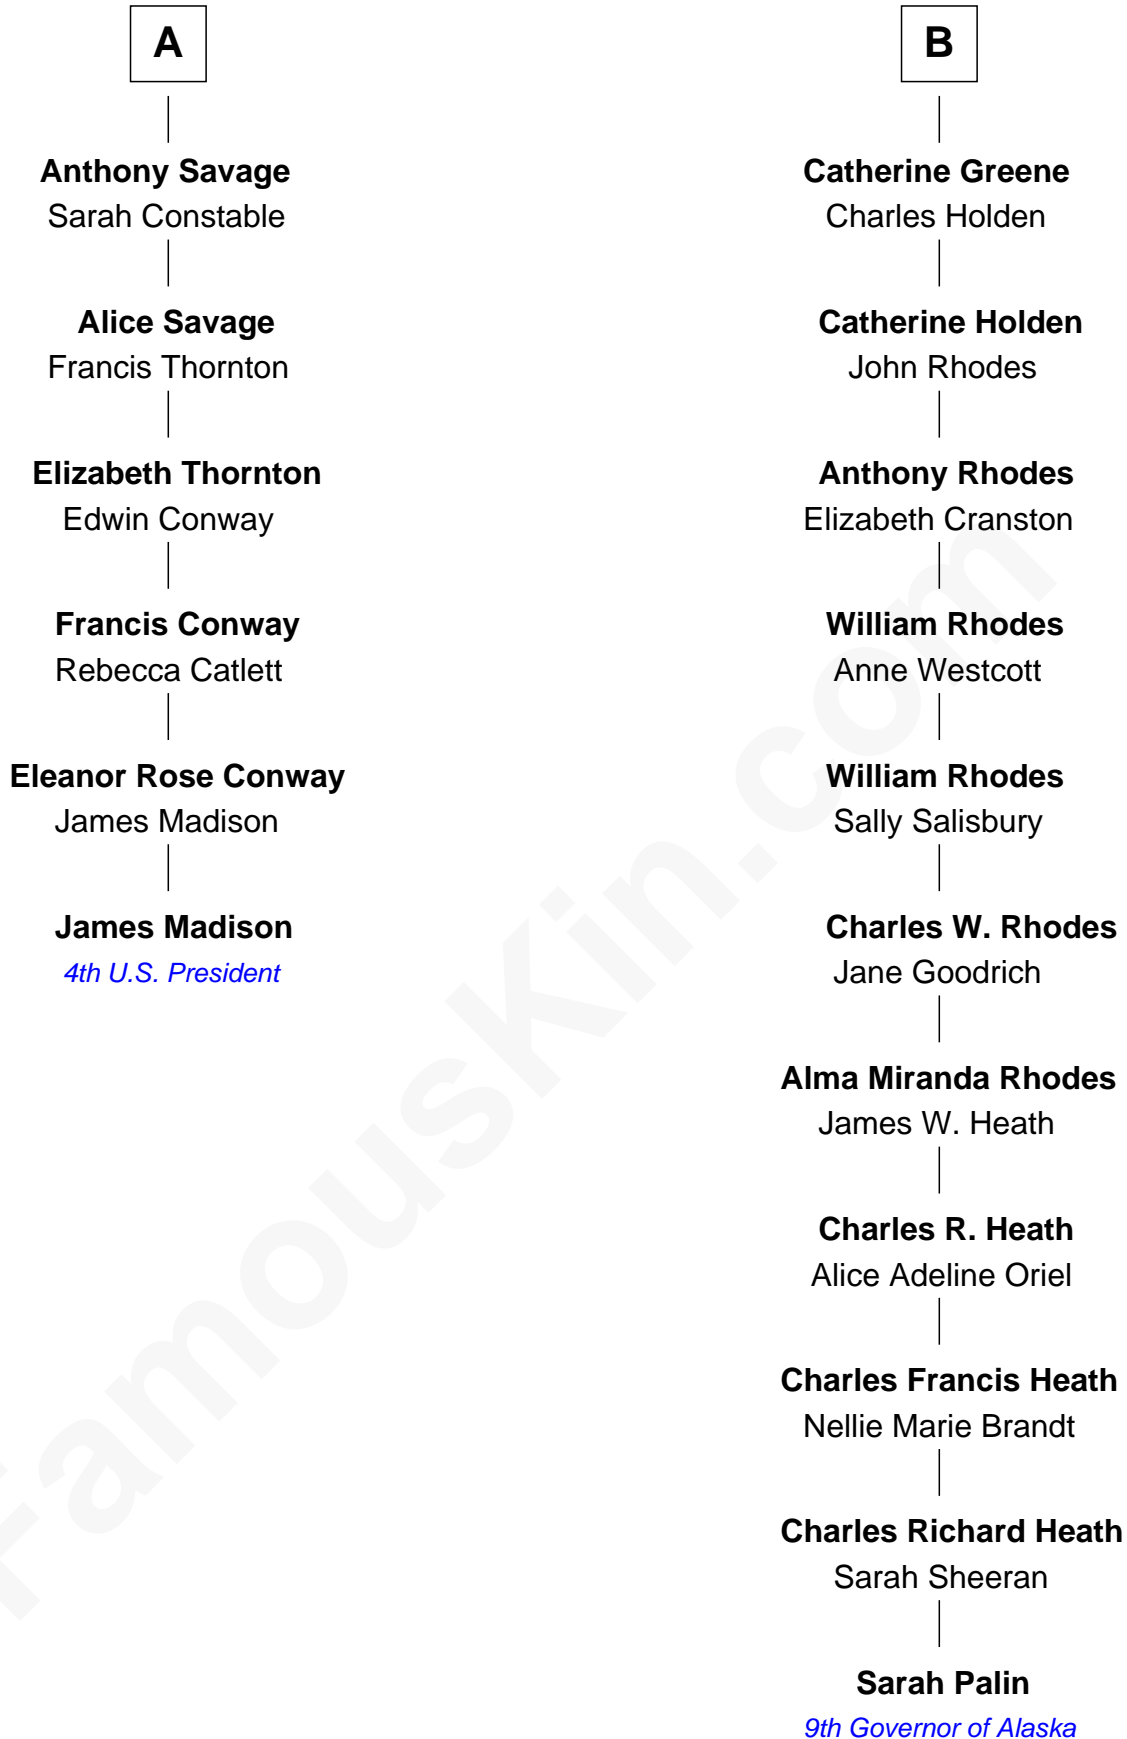 A
Anthony Savage
Sarah Constable
Alice Savage
Francis Thornton
Elizabeth Thornton
Edwin Conway
Francis Conway
Rebecca Catlett
Eleanor Rose Conway
James Madison
James Madison
4th U.S. President
B
Catherine Greene
Charles Holden
Catherine Holden
John Rhodes
Anthony Rhodes
Elizabeth Cranston
William Rhodes
Anne Westcott
William Rhodes
Sally Salisbury
Charles W. Rhodes
Jane Goodrich
Alma Miranda Rhodes
James W. Heath
Charles R. Heath
Alice Adeline Oriel
Charles Francis Heath
Nellie Marie Brandt
Charles Richard Heath
Sarah Sheeran
Sarah Palin
9th Governor of Alaska
FamousKin.com